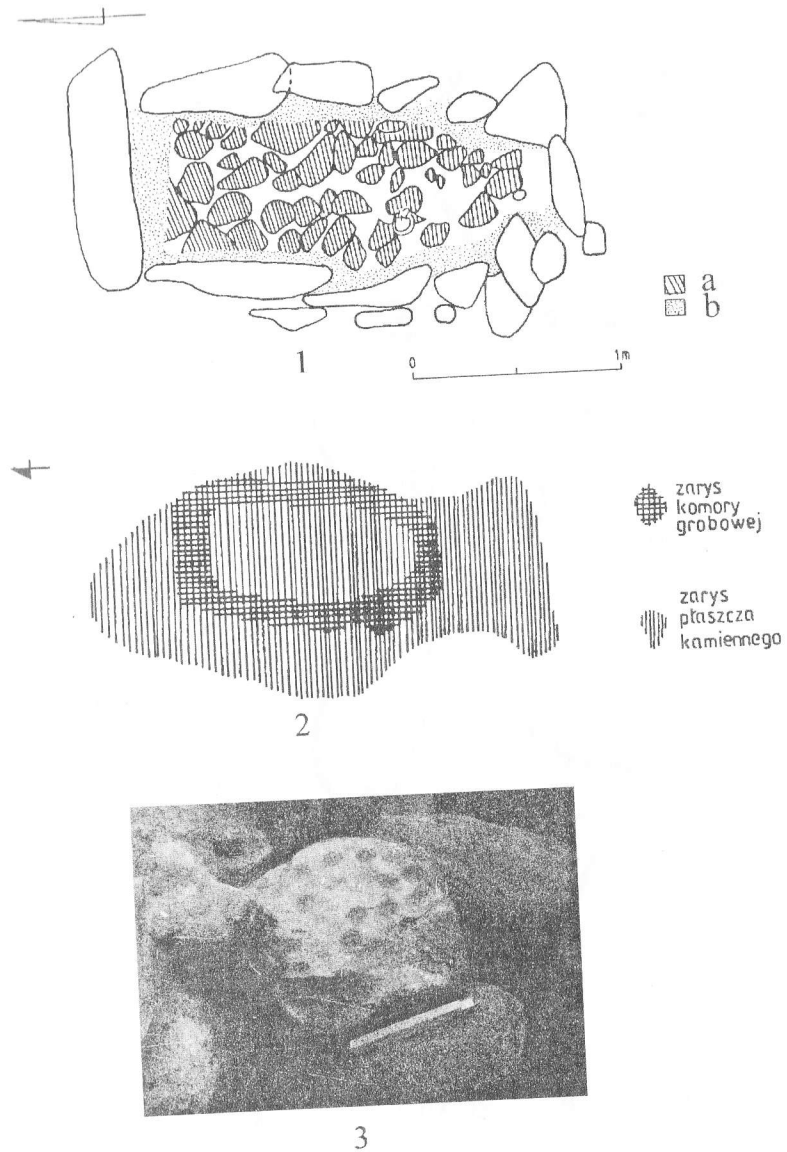 a
b
1
0 1m
zarys
komory
grobowej
zarys
płaszcza
kamiennego
2
3